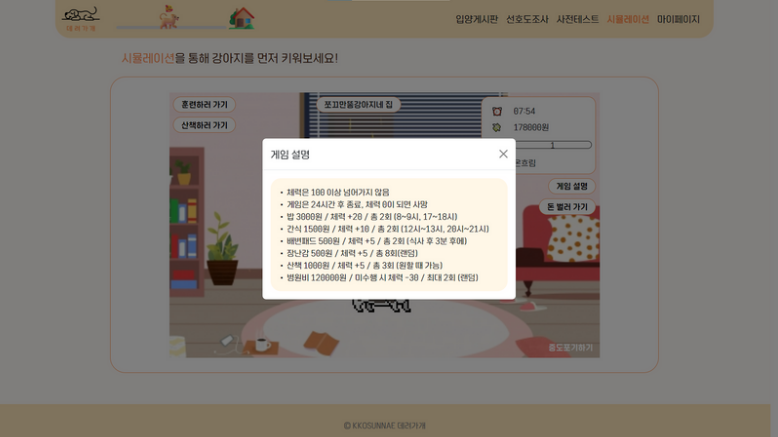 데려가개
입양게시판 선호도조사 사전테스트 시뮬레이션 마이페이지
시뮬레이션을 통해 강아지를 먼저 키워보세요!
훈련하러 가기
쪼끄만똘강아지네 집
07:54
산책하러 가기
178000원
1
게임 설명
온흐림
게임 설명
돈 벌러 가기
• 체력은 100 이상 넘어가지 않음
• 게임은 24시간 후 종료, 체력 0이 되면 사망
• 밥 3000원 / 체력 +20 / 총 2회 (8~9시, 17~18시)
• 간식 1500원 / 체력 +10 / 총 2회 (12시~13시, 20시~21시)
• 배변패드 500원 / 체력 +5 / 총 2회 (식사 후 3분 후에)
• 장난감 500원 / 체력 +5 / 총 8회(랜덤)
• 산책 1000원 / 체력 +5 / 총 3회 (원할 때 가능)
• 병원비 120000원 / 미수행 시 체력 -30 / 최대 2회 (랜덤)
중도포기하기
© KKOSUNNAE 데려가개